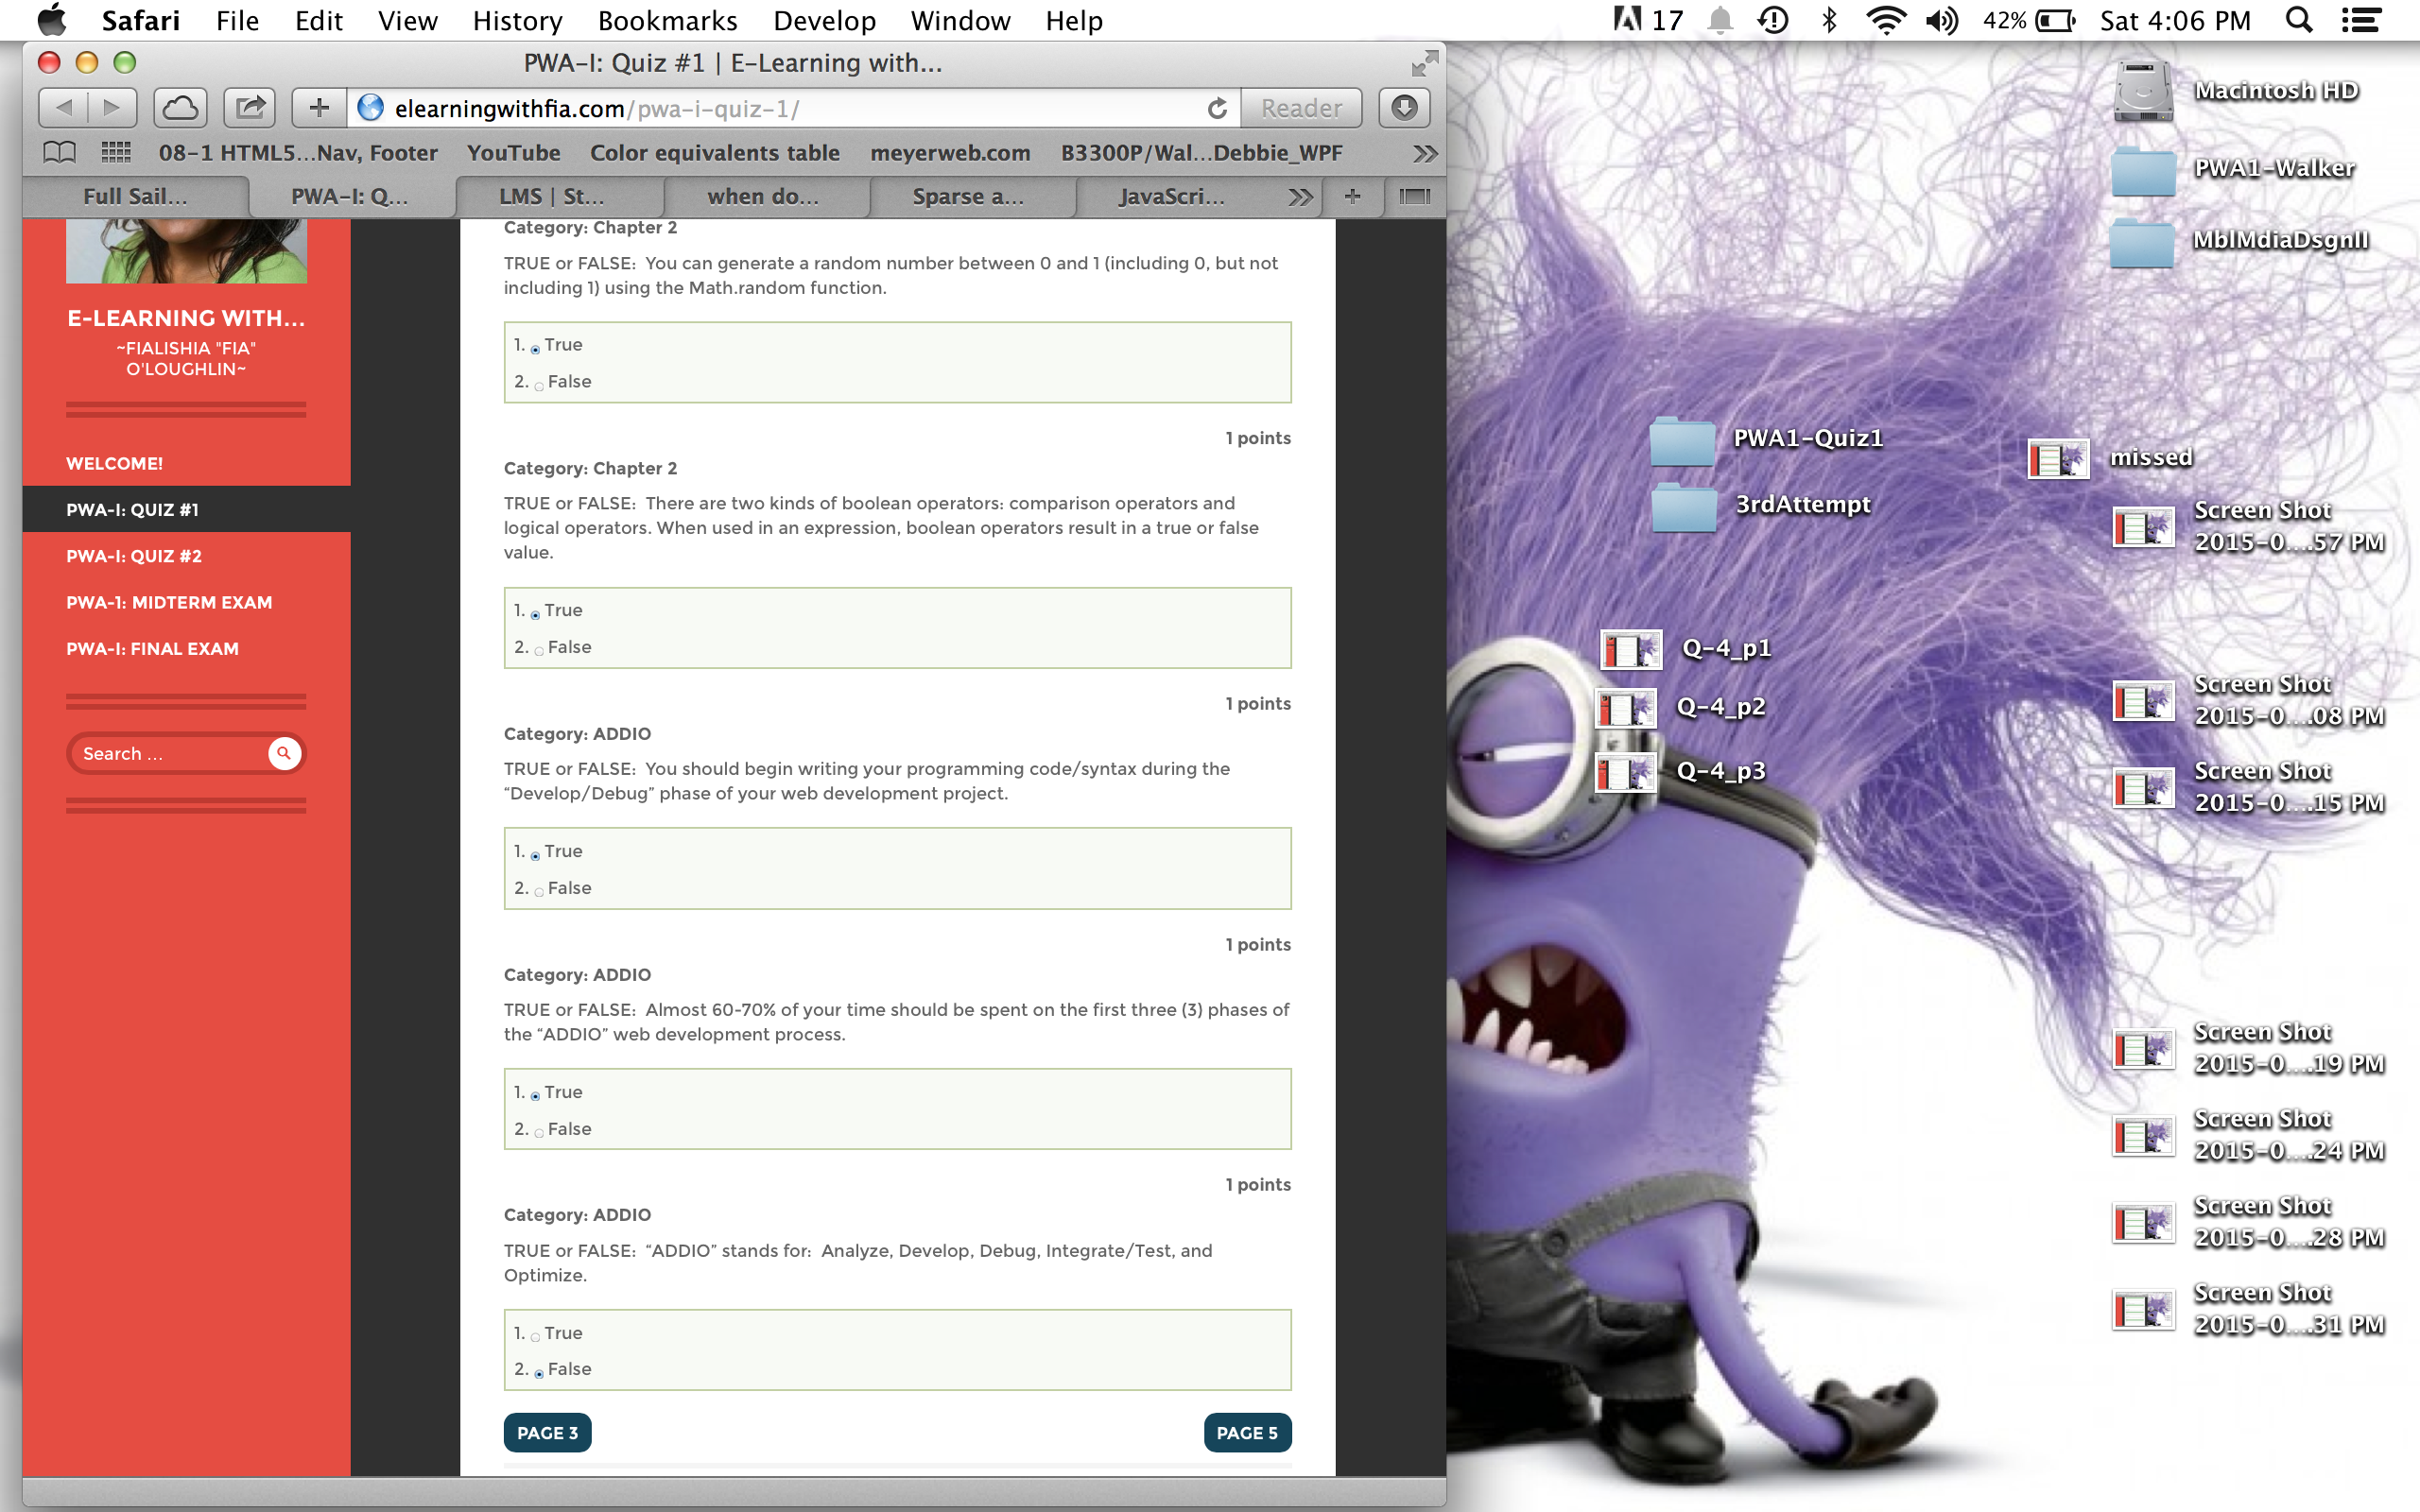 Safari File Edit View History Bookmarks Develop Window Help 17 42% Sat 4:06 PM
PWA-I: Quiz #1 | E-Learning with...
elearningwithfia.com/pwa-i-quiz-1/ Reader
08-1 HTML5...Nav, Footer YouTube Color equivalents table meyerweb.com B3300P/Wal...Debbie_WPF
Full Sail... PWA-I: Q... LMS | St... when do... Sparse a... JavaScri...
E-LEARNING WITH...
~FIALISHIA "FIA"
O'LOUGHLIN~
WELCOME!
PWA-I: QUIZ #1
PWA-I: QUIZ #2
PWA-1: MIDTERM EXAM
PWA-I: FINAL EXAM
Search ...
Category: Chapter 2
TRUE or FALSE: You can generate a random number between 0 and 1 (including 0, but not
including 1) using the Math.random function.
1. True
2. False
1 points
Category: Chapter 2
TRUE or FALSE: There are two kinds of boolean operators: comparison operators and
logical operators. When used in an expression, boolean operators result in a true or false
value.
1. True
2. False
1 points
Category: ADDIO
TRUE or FALSE: You should begin writing your programming code/syntax during the
“Develop/Debug” phase of your web development project.
1. True
2. False
1 points
Category: ADDIO
TRUE or FALSE: Almost 60-70% of your time should be spent on the first three (3) phases of
the “ADDIO” web development process.
1. True
2. False
1 points
Category: ADDIO
TRUE or FALSE: “ADDIO” stands for: Analyze, Develop, Debug, Integrate/Test, and
Optimize.
1. True
2. False
PAGE 3 PAGE 5
Macintosh HD
PWA1-Walker
MblMdiaDsgnII
PWA1-Quiz1
3rdAttempt
missed
Q-4_p1
Q-4_p2
Q-4_p3
Screen Shot
2015-0....57 PM
Screen Shot
2015-0....08 PM
Screen Shot
2015-0....15 PM
Screen Shot
2015-0....19 PM
Screen Shot
2015-0....24 PM
Screen Shot
2015-0....28 PM
Screen Shot
2015-0....31 PM